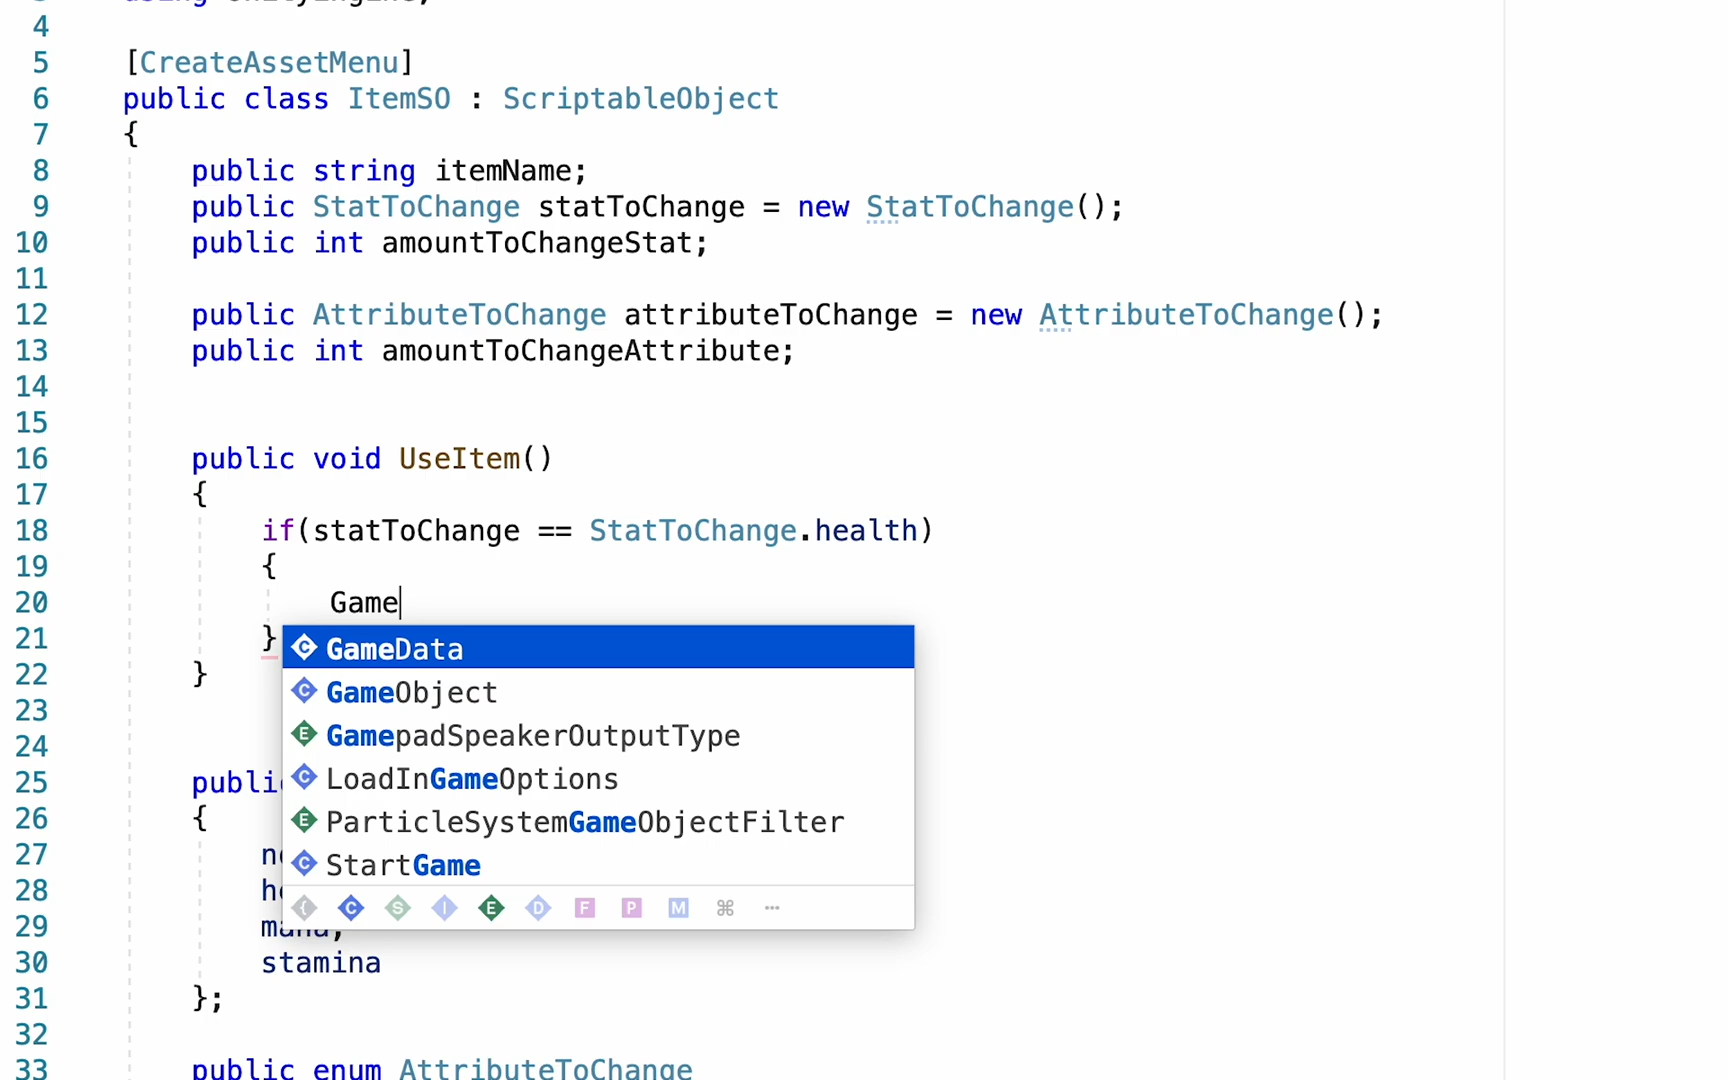 4
5 [CreateAssetMenu]
6 public class ItemSO : ScriptableObject
7 {
8 public string itemName;
9 public StatToChange statToChange = new StatToChange();
10 public int amountToChangeStat;
11
12 public AttributeToChange attributeToChange = new AttributeToChange();
13 public int amountToChangeAttribute;
14
15
16 public void UseItem()
17 {
18 if(statToChange == StatToChange.health)
19 {
20 Game
21 }
GameData
22 }
GameObject
23
GamepadSpeakerOutputType
24
LoadInGameOptions
25
26 {
ParticleSystemGameObjectFilter
27
StartGame
28
{ C S I E D F P M ⌘ ...
29 mana,
30 stamina
31 };
32
33 public enum AttributeToChange